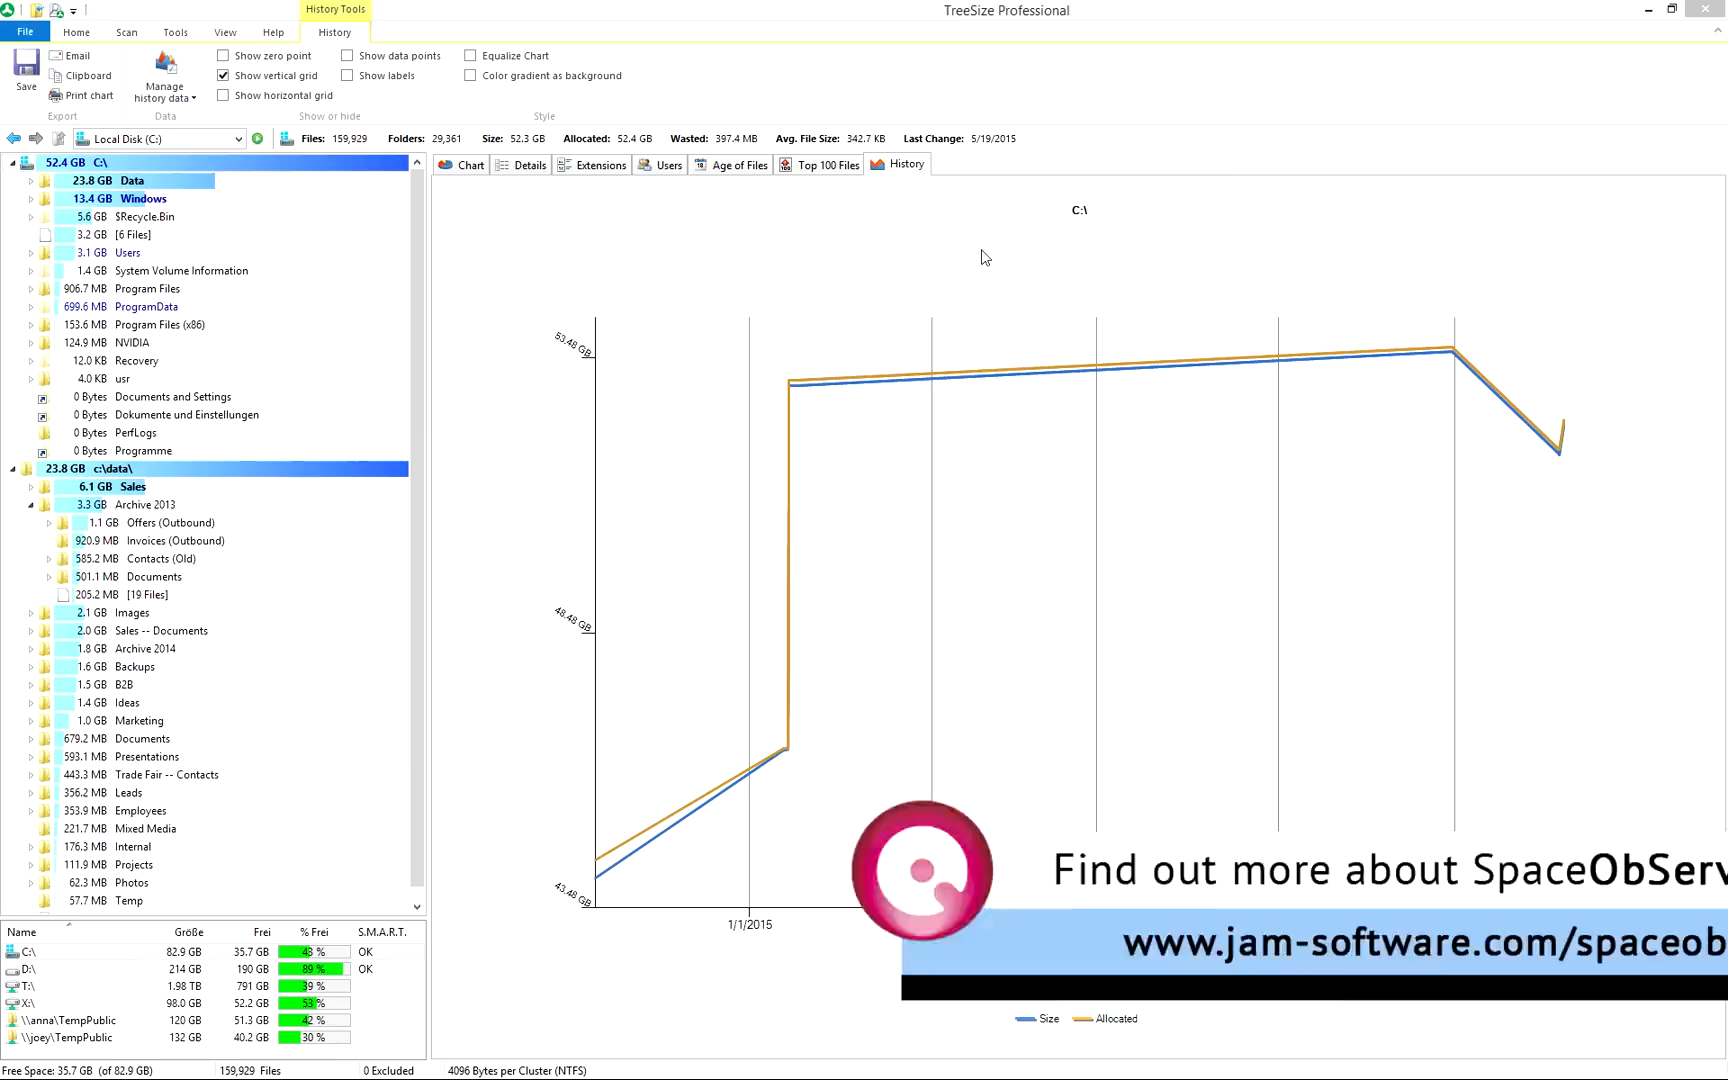 History Tools
TreeSize Professional
File Home Scan Tools View Help History
Save
Email
Clipboard
Print chart
Export
Manage history data
Data
Show zero point
Show vertical grid
Show horizontal grid
Show data points
Show labels
Show or hide
Equalize Chart
Color gradient as background
Style
Local Disk (C:)
Files: 159,929 Folders: 29,361 Size: 52.3 GB Allocated: 52.4 GB Wasted: 397.4 MB Avg. File Size: 342.7 KB Last Change: 5/19/2015
52.4 GB C:\
23.8 GB Data
13.4 GB Windows
5.6 GB $Recycle.Bin
3.2 GB [6 Files]
3.1 GB Users
1.4 GB System Volume Information
906.7 MB Program Files
699.6 MB ProgramData
153.6 MB Program Files (x86)
124.9 MB NVIDIA
12.0 KB Recovery
4.0 KB usr
0 Bytes Documents and Settings
0 Bytes Dokumente und Einstellungen
0 Bytes PerfLogs
0 Bytes Programme
23.8 GB c:\data\
6.1 GB Sales
3.3 GB Archive 2013
1.1 GB Offers (Outbound)
920.9 MB Invoices (Outbound)
585.2 MB Contacts (Old)
501.1 MB Documents
205.2 MB [19 Files]
2.1 GB Images
2.0 GB Sales -- Documents
1.8 GB Archive 2014
1.6 GB Backups
1.5 GB B2B
1.4 GB Ideas
1.0 GB Marketing
679.2 MB Documents
593.1 MB Presentations
443.3 MB Trade Fair -- Contacts
356.2 MB Leads
353.9 MB Employees
221.7 MB Mixed Media
176.3 MB Internal
111.9 MB Projects
62.3 MB Photos
57.7 MB Temp
Name Größe Frei % Frei S.M.A.R.T.
C:\ 82.9 GB 35.7 GB 43 % OK
D:\ 214 GB 190 GB 89 % OK
T:\ 1.98 TB 791 GB 39 %
X:\ 98.0 GB 52.2 GB 53 %
\\anna\TempPublic 120 GB 51.3 GB 42 %
\\joey\TempPublic 132 GB 40.2 GB 30 %
Chart Details Extensions Users Age of Files Top 100 Files History
C:\
53.48 GB
48.48 GB
43.48 GB
1/1/2015
Find out more about SpaceObServ
www.jam-software.com/spaceob
Size Allocated
Free Space: 35.7 GB (of 82.9 GB) 159,929 Files 0 Excluded 4096 Bytes per Cluster (NTFS)